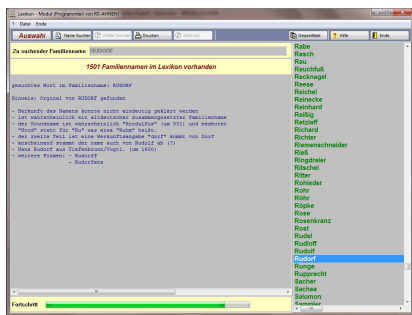 Lexikon - Modul (Programmteil von RS-AHNEN)
? Datei Ende
Auswahl Name Suchen Weiter Suchen Drucken Abbruch Gesamtliste Hilfe Ende
Zu suchender Familienname RUDORF
1501 Familiennamen im Lexikon vorhanden
gesuchtes Wort im Familienname: RUDORF
Hinweis: Orginal von RUDORF gefunden
- Herkunft des Namens konnte nicht eindeutig geklärt werden
- ist wahrscheinlich ein altdeutscher zusammengesetzter Familienname
- der Grundname ist wahrscheinlich "Hrodulfus" (um 801) und bedeuten
"Hrod" steht für "Ru" was etwa "Ruhm" heißt.
- der zweite Teil ist eine Herkunftsangabe "dorf" kommt von Dorf
- anscheinend stammt der name auch von Rudolf ab (?)
- Hans Rudorf aus Tiefenbrunn/Vogtl. (um 1600)
- weitere Formen: - Rudorff
- Rudorfens
Fortschritt
Rabe
Rasch
Rau
Rauchfuß
Recknagel
Reese
Reichel
Reinecke
Reinhard
Reißig
Retzlaff
Richard
Richter
Riemenschneider
Rieß
Ringdreier
Ritschel
Ritter
Rohleder
Rohr
Röhr
Röpke
Rose
Rosenkranz
Rost
Rudel
Rudloff
Rudolf
Rudorf
Runge
Rupprecht
Sacher
Sachse
Salomon
Sammler